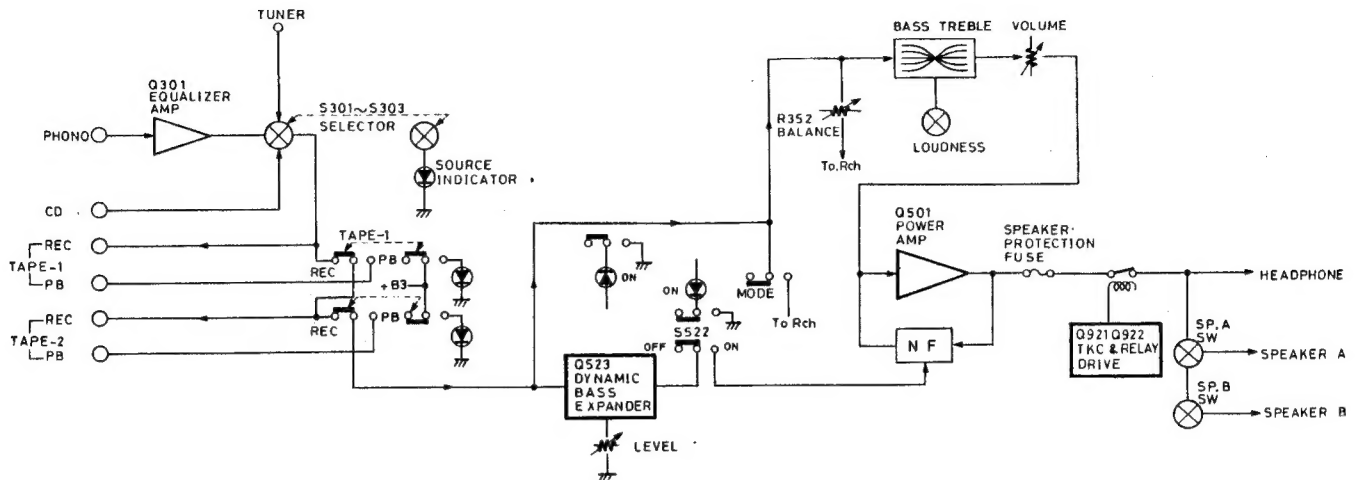 TUNER
Q301
EQUALIZER
AMP
S301~S303
SELECTOR
PHONO
SOURCE
INDICATOR
CD
REC
TAPE-1
PB
REC
TAPE-2
PB
TAPE-1
REC
PB
+B3
REC
PB
ON
ON
S522
OFF
ON
MODE
To Rch
Q523
DYNAMIC
BASS
EXPANDER
LEVEL
BASS TREBLE
VOLUME
R352
BALANCE
To.Rch
LOUDNESS
Q501
POWER
AMP
SPEAKER-
PROTECTION
FUSE
NF
Q921 Q922
TKC & RELAY
DRIVE
HEADPHONE
SP.A
SW
SPEAKER A
SP.B
SW
SPEAKER B